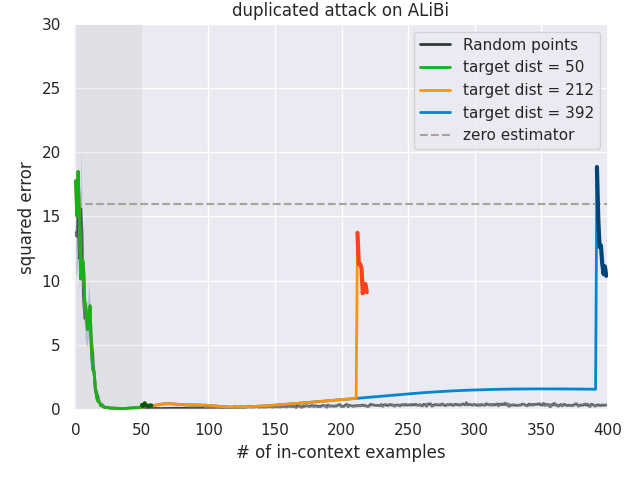 duplicated attack on ALiBi
30
25
20
15
10
5
0
squared error
Random points
target dist = 50
target dist = 212
target dist = 392
zero estimator
0 50 100 150 200 250 300 350 400
# of in-context examples